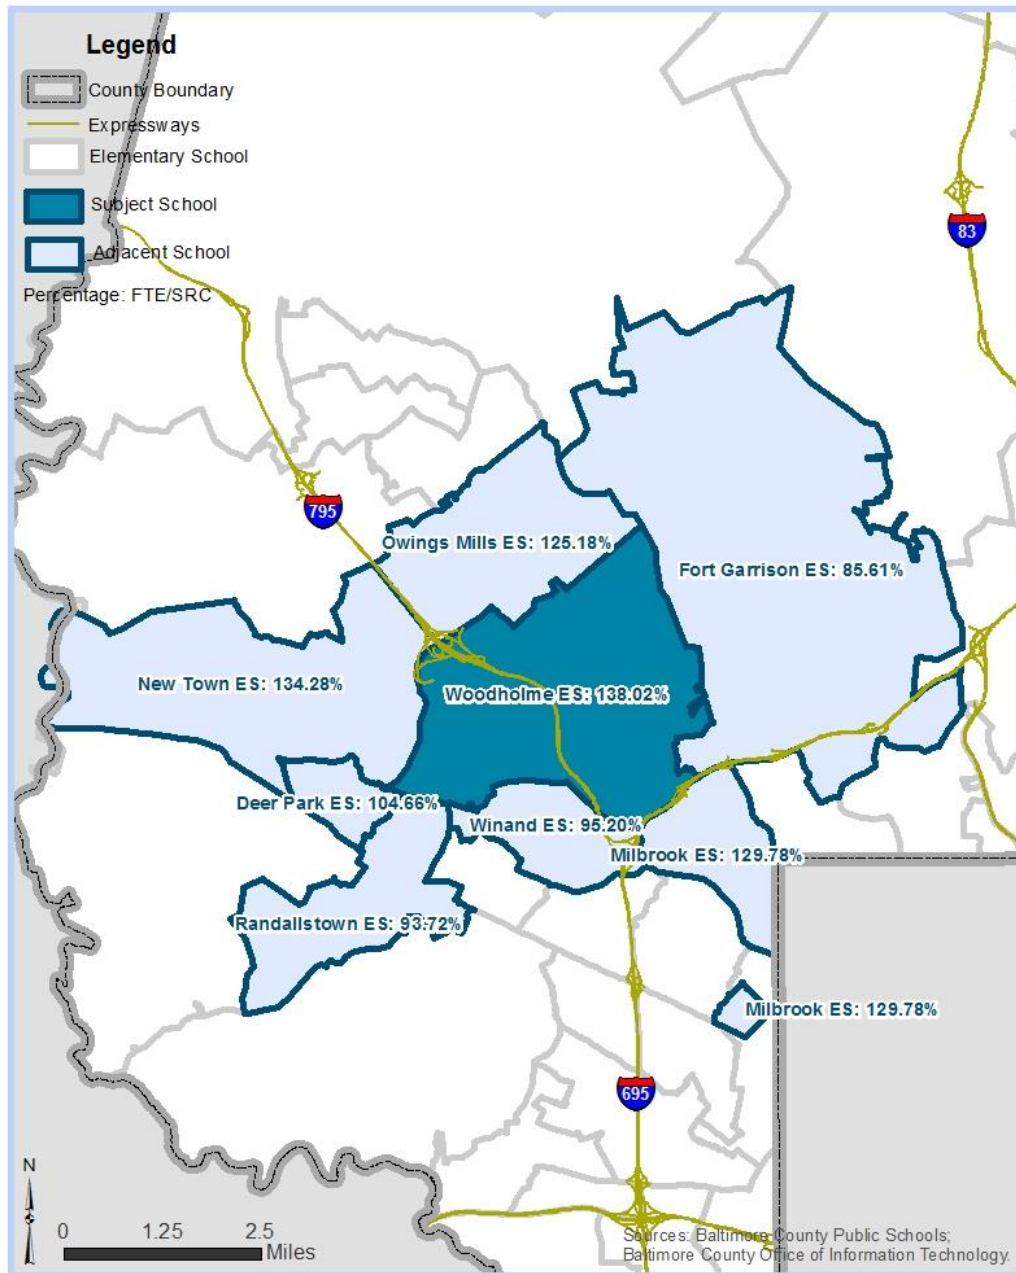 Legend
County Boundary
Expressways
Elementary School
Subject School
Adjacent School
Percentage: FTE/SRC
83
795
Owings Mills ES: 125.18%
Fort Garrison ES: 85.61%
New Town ES: 134.28%
Woodholme ES: 138.02%
Deer Park ES: 104.66%
Winand ES: 95.20%
Milbrook ES: 129.78%
Randallstown ES: 93.72%
Milbrook ES: 129.78%
695
N
0 1.25 2.5
Miles
Sources: Baltimore County Public Schools;
Baltimore County Office of Information Technology.